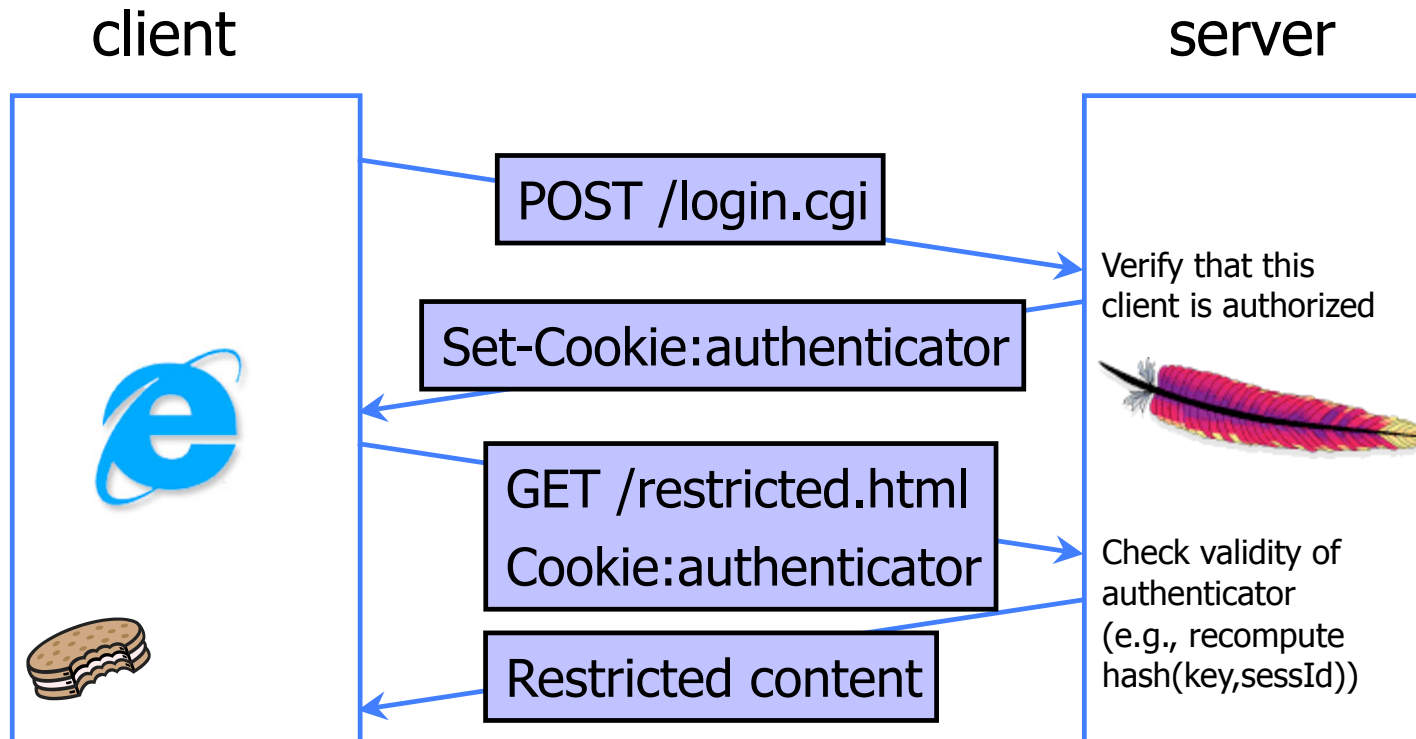 client
server
POST /login.cgi
Verify that this
client is authorized
Set-Cookie:authenticator
GET /restricted.html
Cookie:authenticator
Check validity of
authenticator
(e.g., recompute
hash(key,sessId))
Restricted content